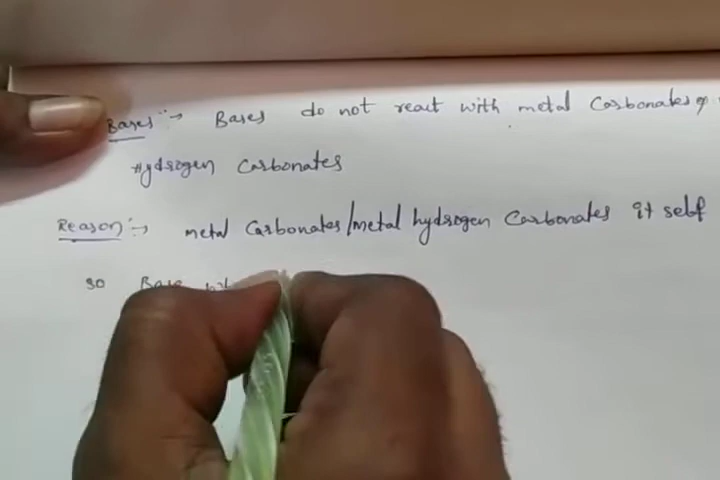 Bases :→ Bases do not react with metal Carbonates
Hydrogen Carbonates
Reason :→ metal Carbonates/metal hydrogen Carbonates it self
so Base